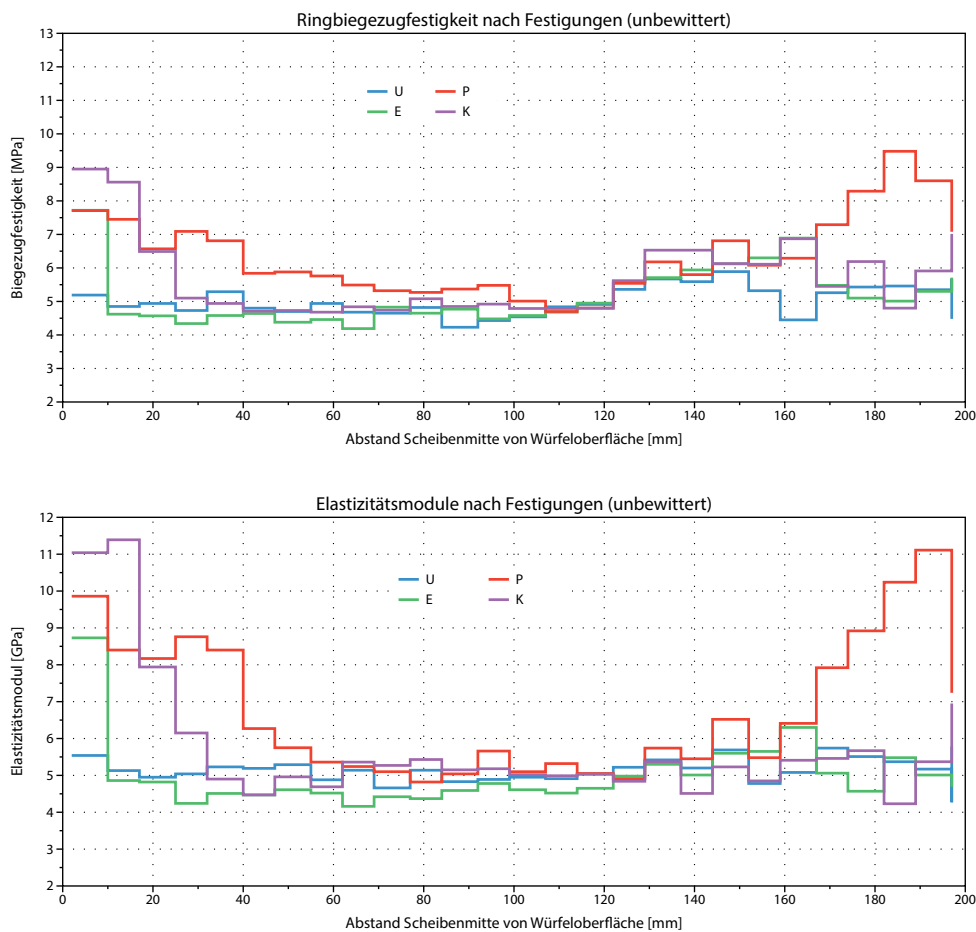 Ringbiegezugfestigkeit nach Festigungen (unbewittert)
13
12
11
10
9
8
7
6
5
4
3
2
Biegezugfestigkeit [MPa]
U P
E K
0 20 40 60 80 100 120 140 160 180 200
Abstand Scheibenmitte von Würfeloberfläche [mm]
Elastizitätsmodule nach Festigungen (unbewittert)
12
11
10
9
8
7
6
5
4
3
2
Elastizitätsmodul [GPa]
U P
E K
0 20 40 60 80 100 120 140 160 180 200
Abstand Scheibenmitte von Würfeloberfläche [mm]